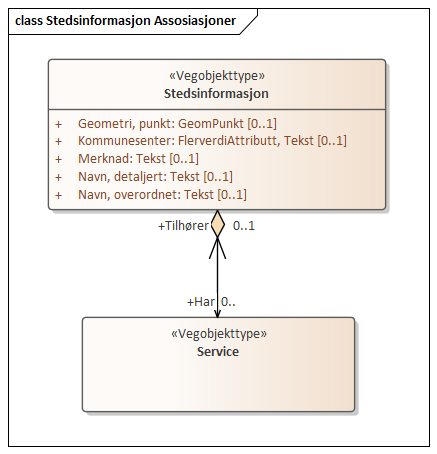 class Stedsinformasjon Assosiasjoner
«Vegobjekttype»
Stedsinformasjon
+ Geometri, punkt: GeomPunkt [0..1]
+ Kommunesenter: FlerverdiAttributt, Tekst [0..1]
+ Merknad: Tekst [0..1]
+ Navn, detaljert: Tekst [0..1]
+ Navn, overordnet: Tekst [0..1]
+Tilhører 0..1
+Har 0..
«Vegobjekttype»
Service